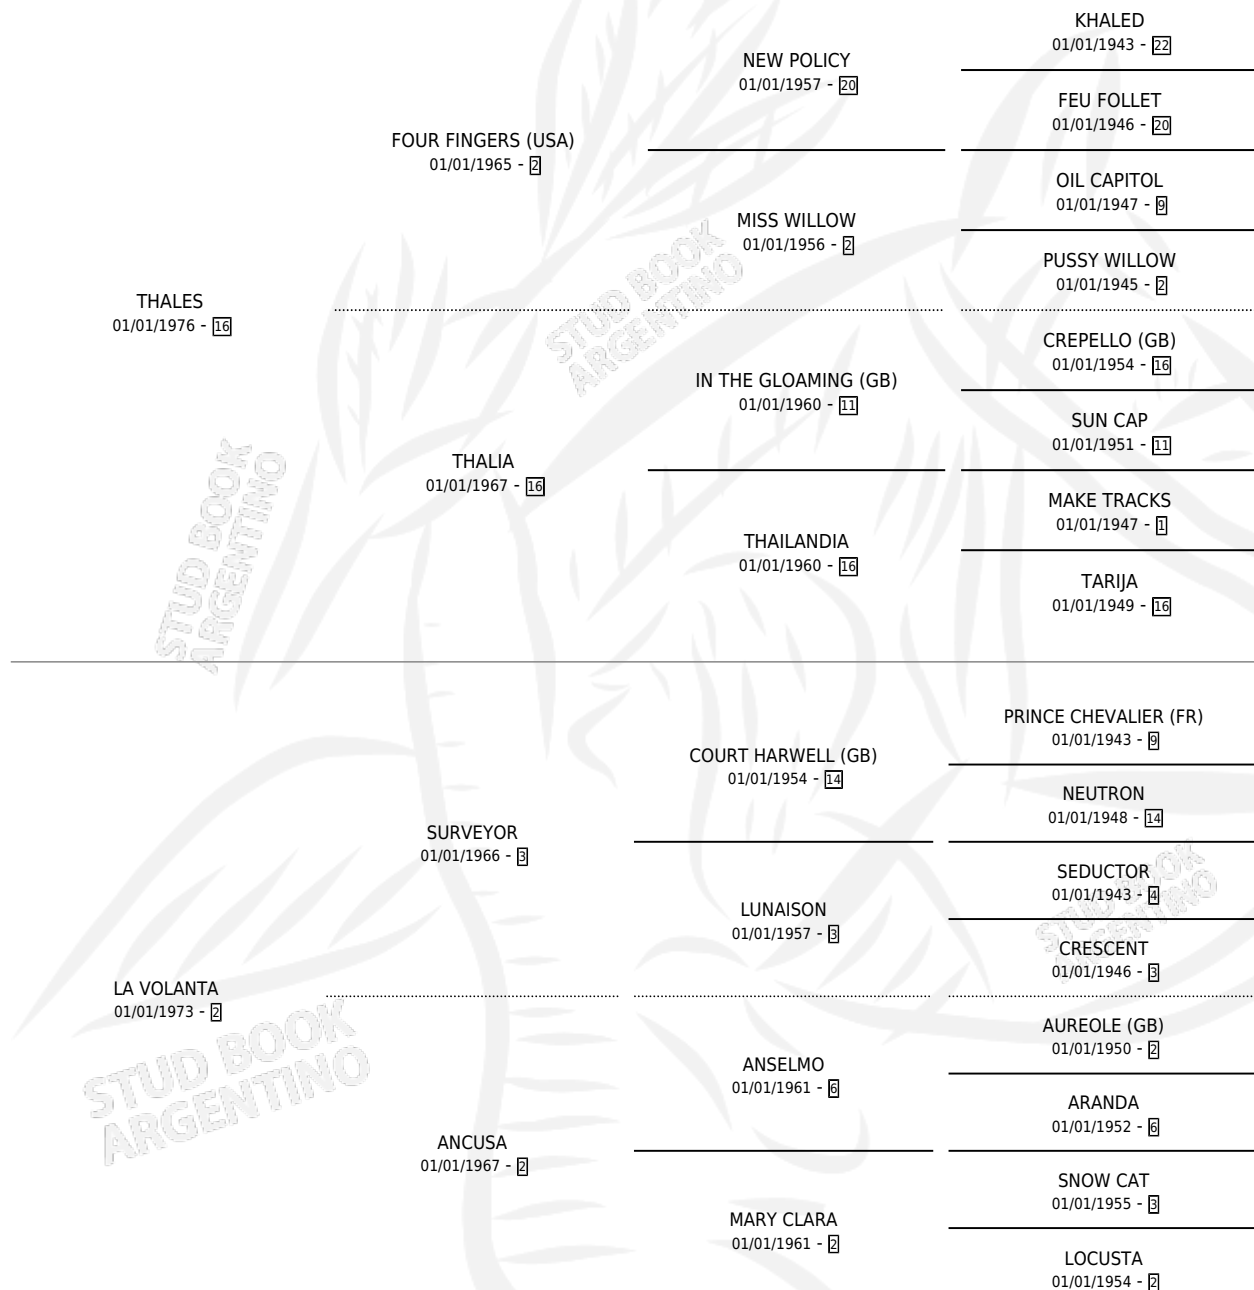 KHALED
01/01/1943 - 22
NEW POLICY
01/01/1957 - 20
FEU FOLLET
01/01/1946 - 20
FOUR FINGERS (USA)
01/01/1965 - 2
OIL CAPITOL
01/01/1947 - 9
MISS WILLOW
01/01/1956 - 2
PUSSY WILLOW
01/01/1945 - 2
THALES
01/01/1976 - 16
STUD BOOK
ARGENTINO
CREPELLO (GB)
01/01/1954 - 16
IN THE GLOAMING (GB)
01/01/1960 - 11
SUN CAP
01/01/1951 - 11
THALIA
01/01/1967 - 16
MAKE TRACKS
01/01/1947 - 1
THAILANDIA
01/01/1960 - 16
TARIJA
01/01/1949 - 16
STUD BOOK
ARGENTINO
PRINCE CHEVALIER (FR)
01/01/1943 - 9
COURT HARWELL (GB)
01/01/1954 - 14
NEUTRON
01/01/1948 - 14
SURVEYOR
01/01/1966 - 3
SEDUCTOR
01/01/1943 - 4
LUNAISON
01/01/1957 - 3
STUD BOOK
ARGENTINO
CRESCENT
01/01/1946 - 3
LA VOLANTA
01/01/1973 - 2
STUD BOOK
ARGENTINO
AUREOLE (GB)
01/01/1950 - 2
ANSELMO
01/01/1961 - 6
ARANDA
01/01/1952 - 6
ANCUSA
01/01/1967 - 2
SNOW CAT
01/01/1955 - 3
MARY CLARA
01/01/1961 - 2
LOCUSTA
01/01/1954 - 2